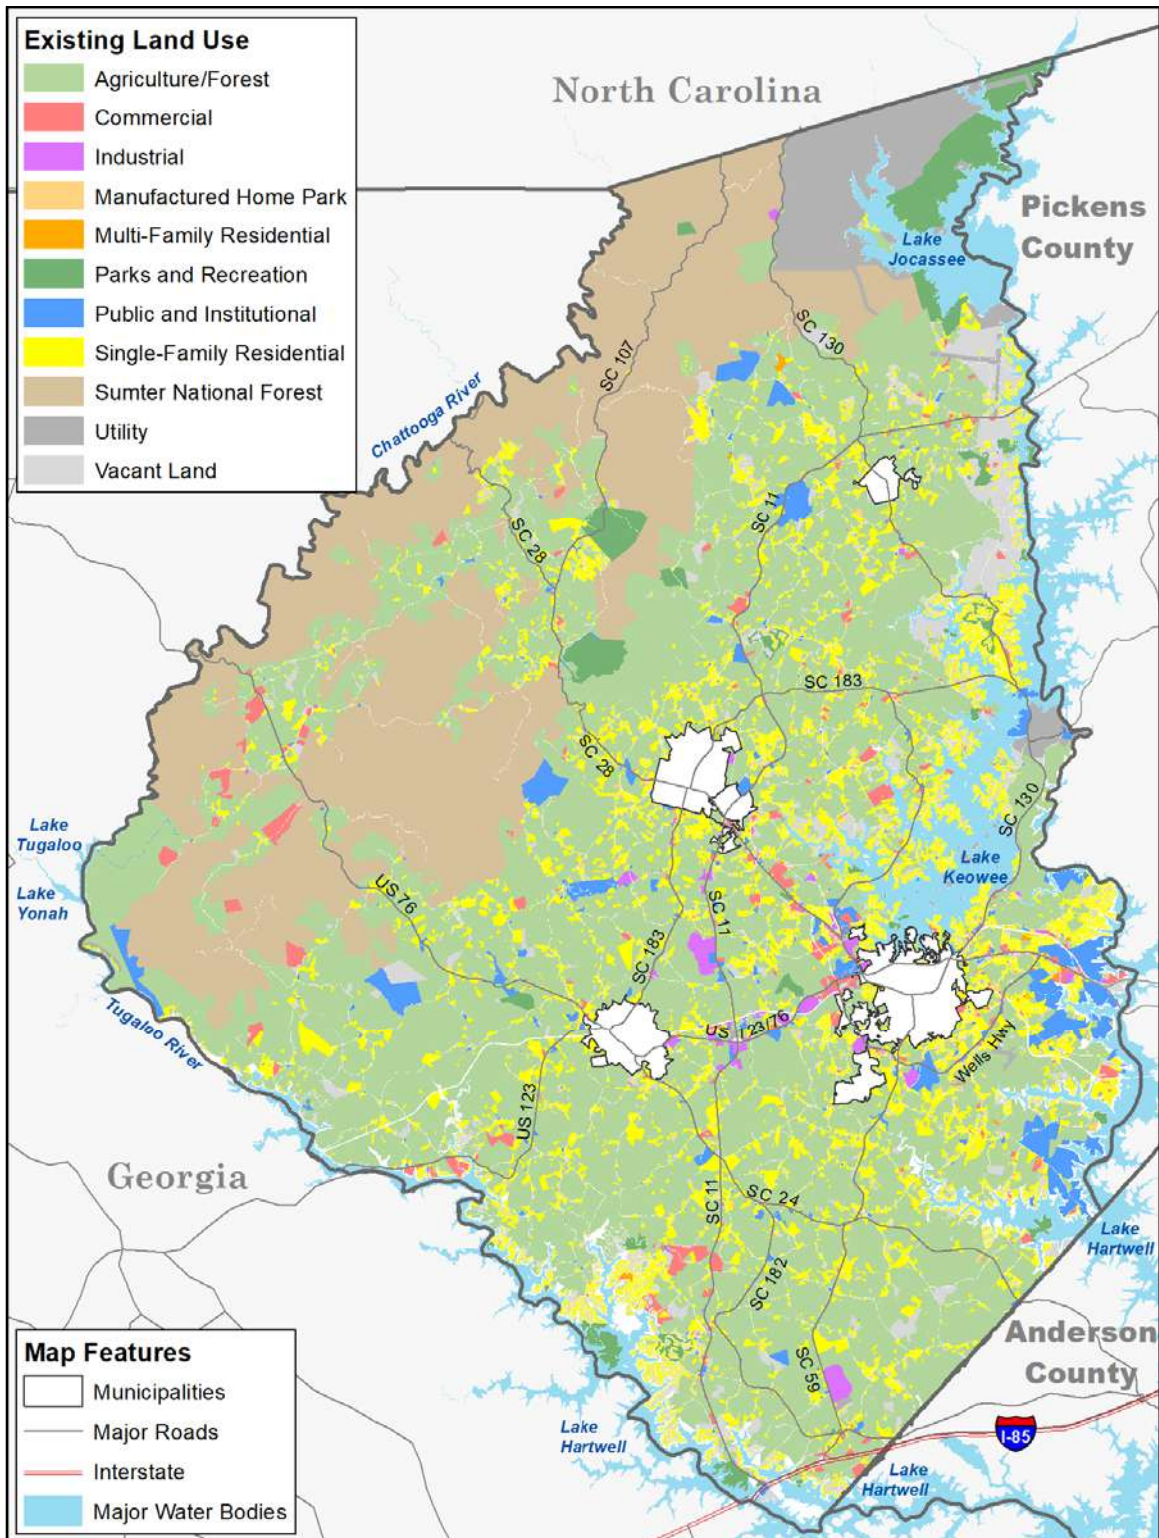 Existing Land Use
Agriculture/Forest
Commercial
Industrial
Manufactured Home Park
Multi-Family Residential
Parks and Recreation
Public and Institutional
Single-Family Residential
Sumter National Forest
Utility
Vacant Land
North Carolina
Pickens
County
Lake
Jocassee
SC 130
SC 107
Chattooga River
SC 11
SC 28
SC 183
SC 28
SC 130
Lake
Tugaloo
Lake
Keowee
Lake
Yonah
US 76
SC 11
SC 183
Tugaloo River
US 123/76
Wells Hwy
US 123
Georgia
SC 11
SC 24
Lake
Hartwell
SC 182
Anderson
County
SC 59
Lake
Hartwell
I-85
Lake
Hartwell
Map Features
Municipalities
Major Roads
Interstate
Major Water Bodies